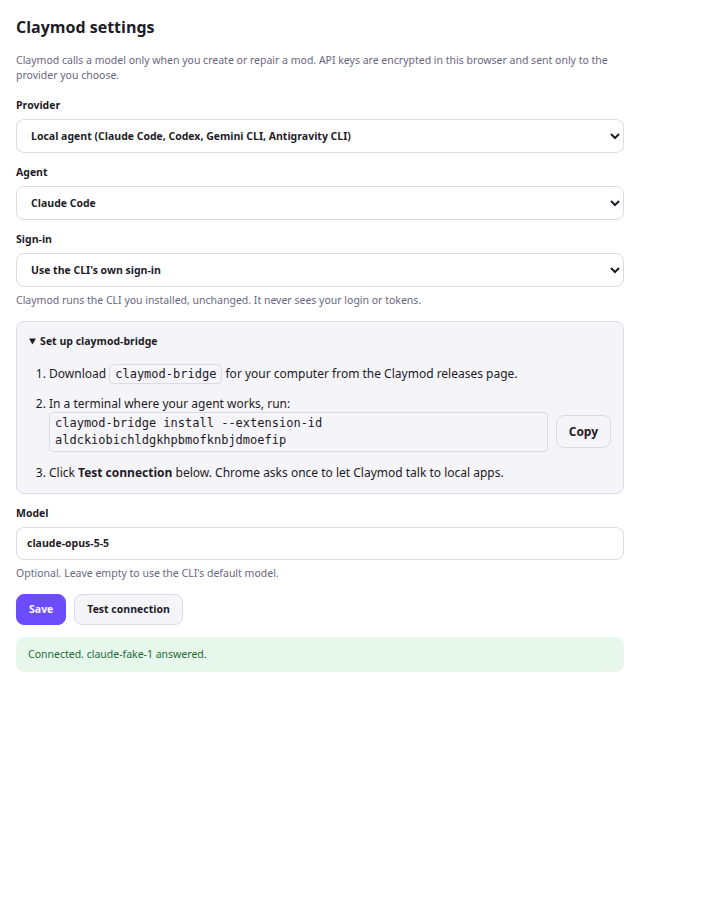 Claymod settings
Claymod calls a model only when you create or repair a mod. API keys are encrypted in this browser and sent only to the
provider you choose.
Provider
Local agent (Claude Code, Codex, Gemini CLI, Antigravity CLI)
Agent
Claude Code
Sign-in
Use the CLI's own sign-in
Claymod runs the CLI you installed, unchanged. It never sees your login or tokens.
▼ Set up claymod-bridge
1. Download claymod-bridge for your computer from the Claymod releases page.
2. In a terminal where your agent works, run:
claymod-bridge install --extension-id
aldckiobichldgkhpbmofknbjdmoefip
Copy
3. Click Test connection below. Chrome asks once to let Claymod talk to local apps.
Model
claude-opus-5-5
Optional. Leave empty to use the CLI's default model.
Save
Test connection
Connected. claude-fake-1 answered.